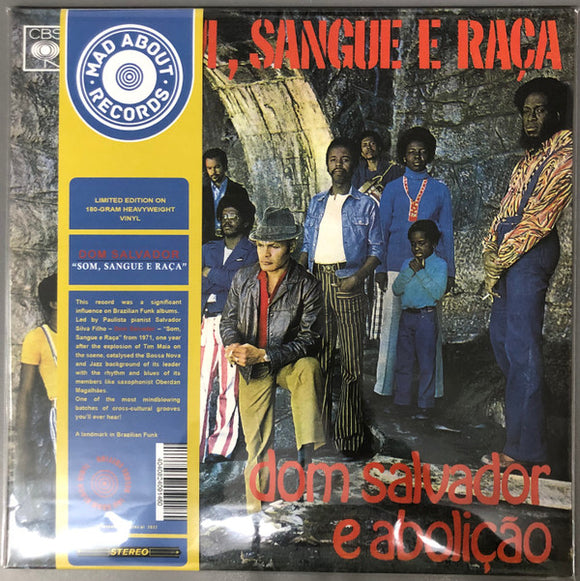 CBS
, SANGUE E RAÇA
MAD ABOUT
RECORDS
LIMITED EDITION ON
180-GRAM HEAVYWEIGHT
VINYL
DOM SALVADOR
"SOM, SANGUE E RAÇA"
This record was a significant
influence on Brazilian Funk albums.
Led by Paulista pianist Salvador
Silva Filho – – "Som,
Sangue e Raça" from 1971, one year
after the explosion of Tim Maia on
the scene, catalysed the Bossa Nova
and Jazz background of its leader
with the rhythm and blues of its
members like saxophonist Oberdan
Magalhães.
One of the most mindblowing
batches of cross-cultural grooves
you'll ever hear!
A landmark in Brazilian Funk
STEREO
dom salvador
e abolição